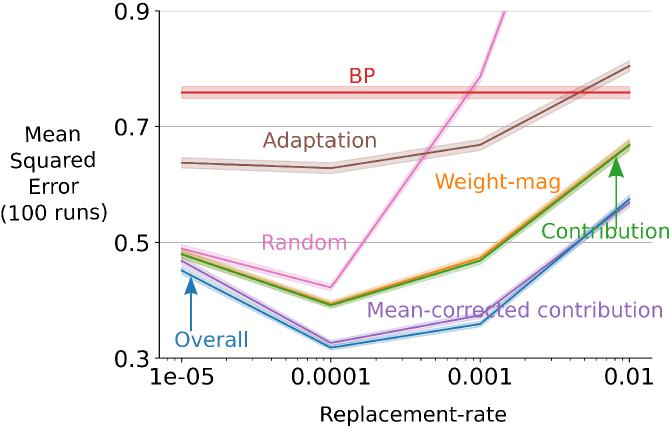 0.9
BP
0.7
Mean
Squared
Error
(100 runs)
Adaptation
Weight-mag
Contribution
Random
0.5
Mean-corrected contribution
Overall
0.3
1e-05 0.0001 0.001 0.01
Replacement-rate